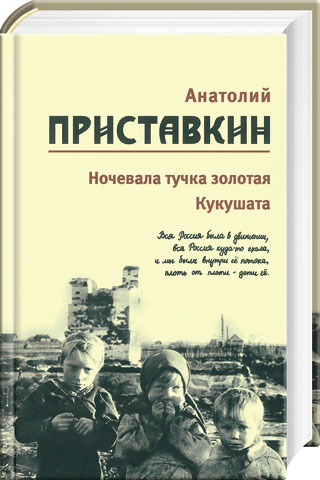 Анатолий
ПРИСТАВКИН
Ночевала тучка золотая
Кукушата
Вся Россия была в движении,
вся Россия куда-то ехала,
и мы были внутри её потока,
плоть от плоти – дети её.